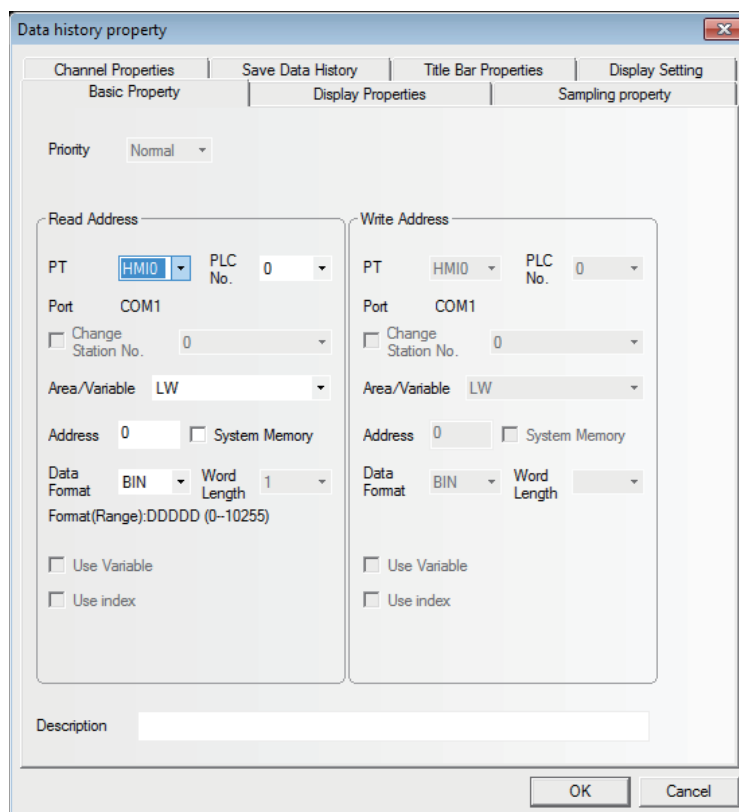 Data history property
Channel Properties Save Data History Title Bar Properties Display Setting
Basic Property Display Properties Sampling property
Priority Normal
Read Address
PT HMI0 PLC No. 0
Port COM1
Change Station No. 0
Area/Variable LW
Address 0 System Memory
Data Format BIN Word Length 1
Format(Range):DDDDD (0--10255)
Use Variable
Use index
Write Address
PT HMI0 PLC No. 0
Port COM1
Change Station No. 0
Area/Variable LW
Address 0 System Memory
Data Format BIN Word Length
Use Variable
Use index
Description
OK Cancel